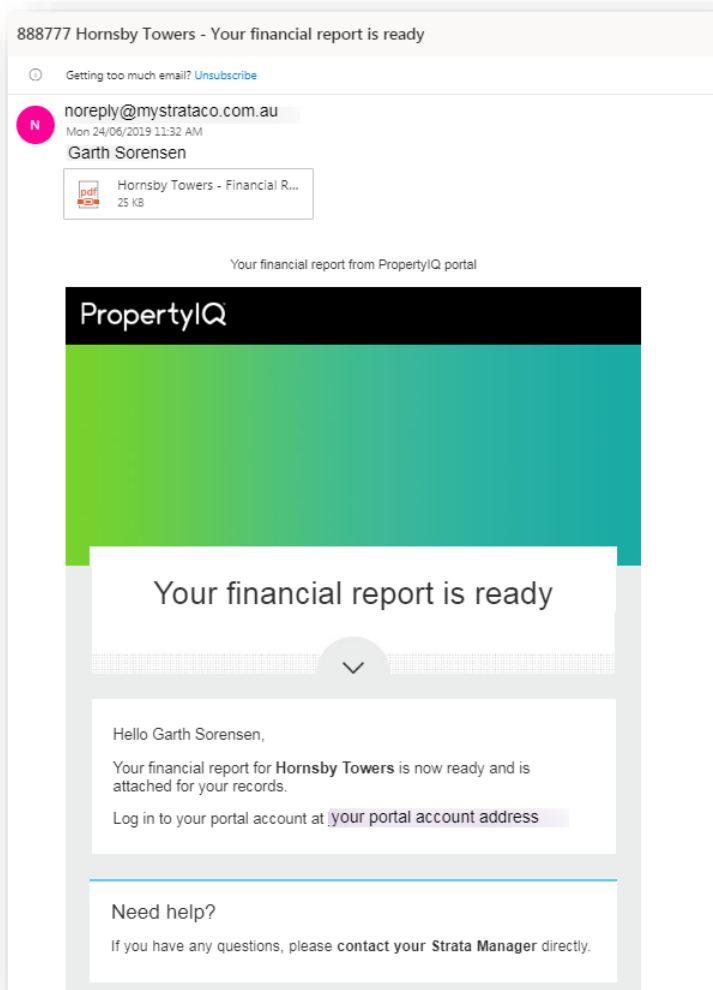 888777 Hornsby Towers - Your financial report is ready
Getting too much email? Unsubscribe
N
noreply@mystrataco.com.au
Mon 24/06/2019 11:32 AM
Garth Sorensen
pdf
Hornsby Towers - Financial R...
25 KB
Your financial report from PropertyIQ portal
PropertyIQ
Your financial report is ready
Hello Garth Sorensen,
Your financial report for Hornsby Towers is now ready and is
attached for your records.
Log in to your portal account at your portal account address
Need help?
If you have any questions, please contact your Strata Manager directly.